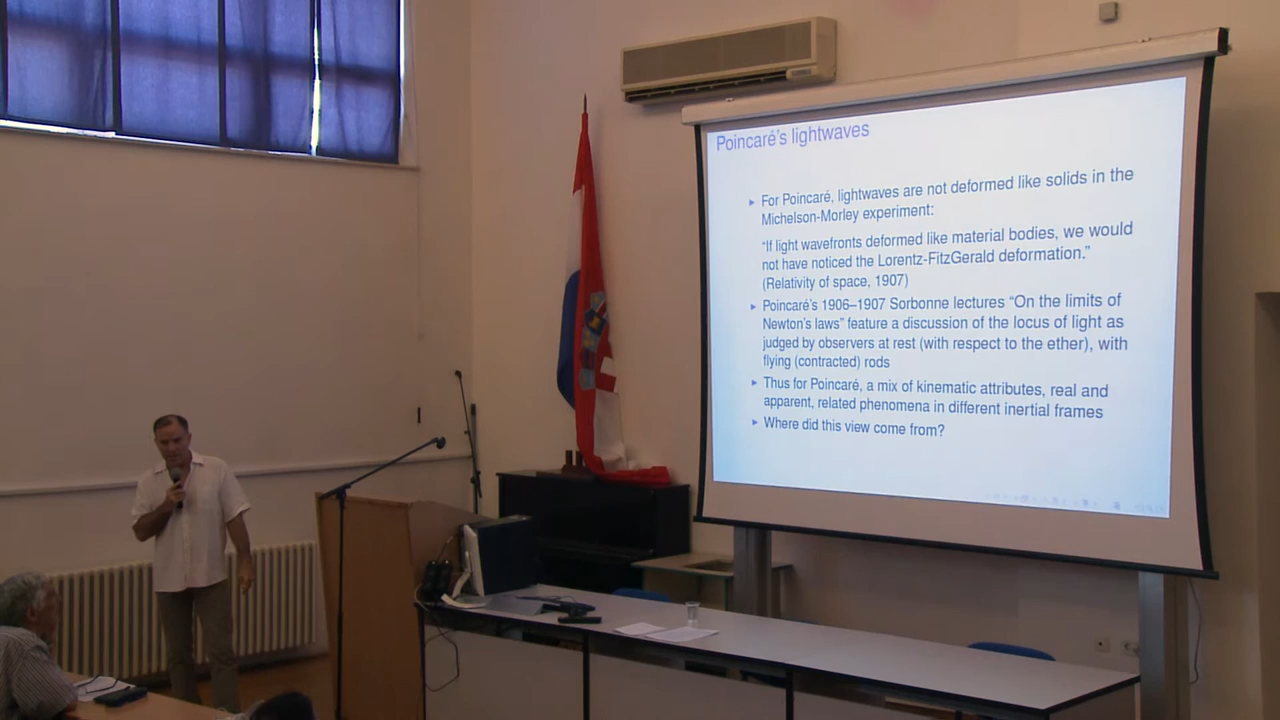 Poincaré's lightwaves
► For Poincaré, lightwaves are not deformed like solids in the
Michelson-Morley experiment:
"If light wavefronts deformed like material bodies, we would
not have noticed the Lorentz-FitzGerald deformation."
(Relativity of space, 1907)
► Poincaré's 1906–1907 Sorbonne lectures "On the limits of
Newton's laws" feature a discussion of the locus of light as
judged by observers at rest (with respect to the ether), with
flying (contracted) rods
► Thus for Poincaré, a mix of kinematic attributes, real and
apparent, related phenomena in different inertial frames
► Where did this view come from?